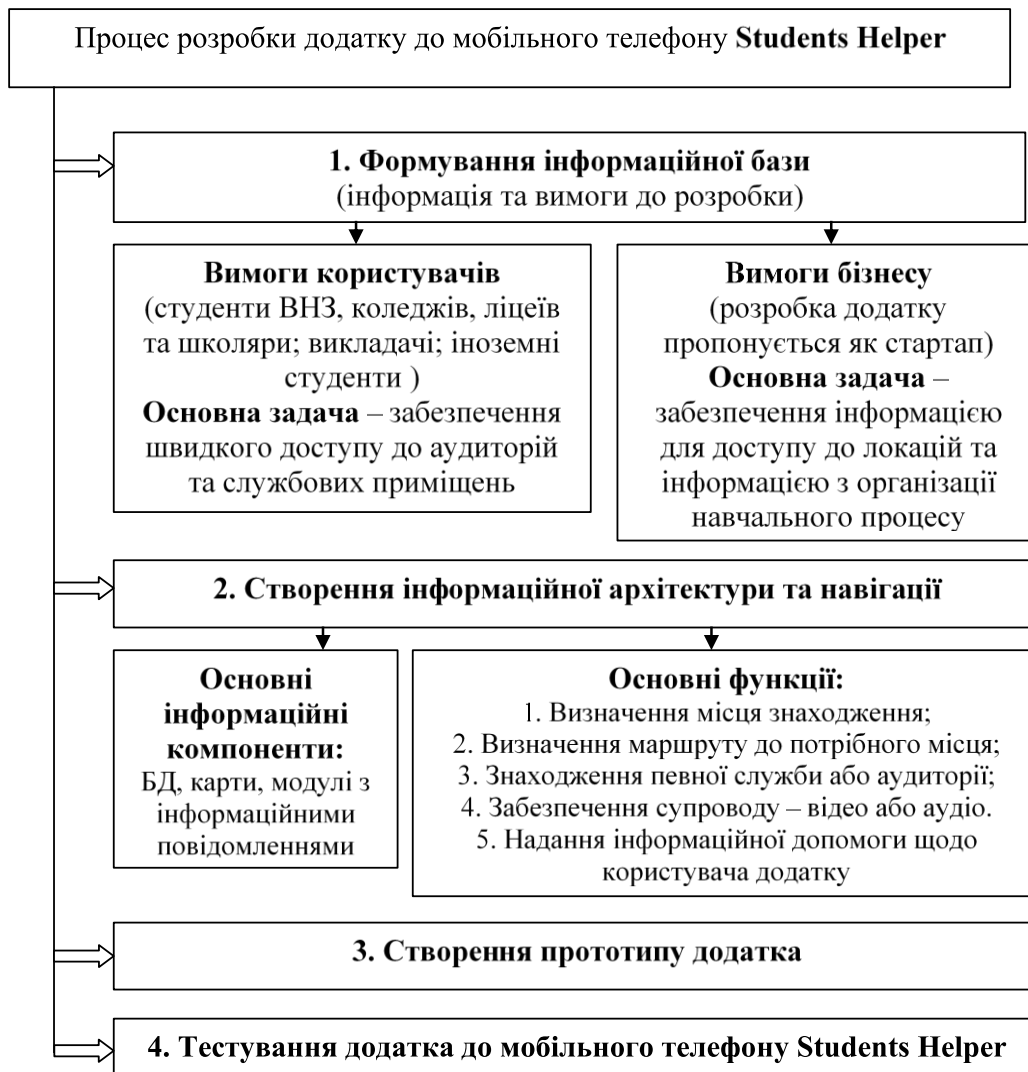 Процес розробки додатку до мобільного телефону Students Helper
1. Формування інформаційної бази
(інформація та вимоги до розробки)
Вимоги користувачів
(студенти ВНЗ, коледжів, ліцеїв
та школяри; викладачі; іноземні
студенти )
Основна задача – забезпечення
швидкого доступу до аудиторій
та службових приміщень
Вимоги бізнесу
(розробка додатку
пропонується як стартап)
Основна задача –
забезпечення інформацією
для доступу до локацій та
інформацією з організації
навчального процесу
2. Створення інформаційної архітектури та навігації
Основні
інформаційні
компоненти:
БД, карти, модулі з
інформаційними
повідомленнями
Основні функції:
1. Визначення місця знаходження;
2. Визначення маршруту до потрібного місця;
3. Знаходження певної служби або аудиторії;
4. Забезпечення супроводу – відео або аудіо.
5. Надання інформаційної допомоги щодо
користувача додатку
3. Створення прототипу додатка
4. Тестування додатка до мобільного телефону Students Helper